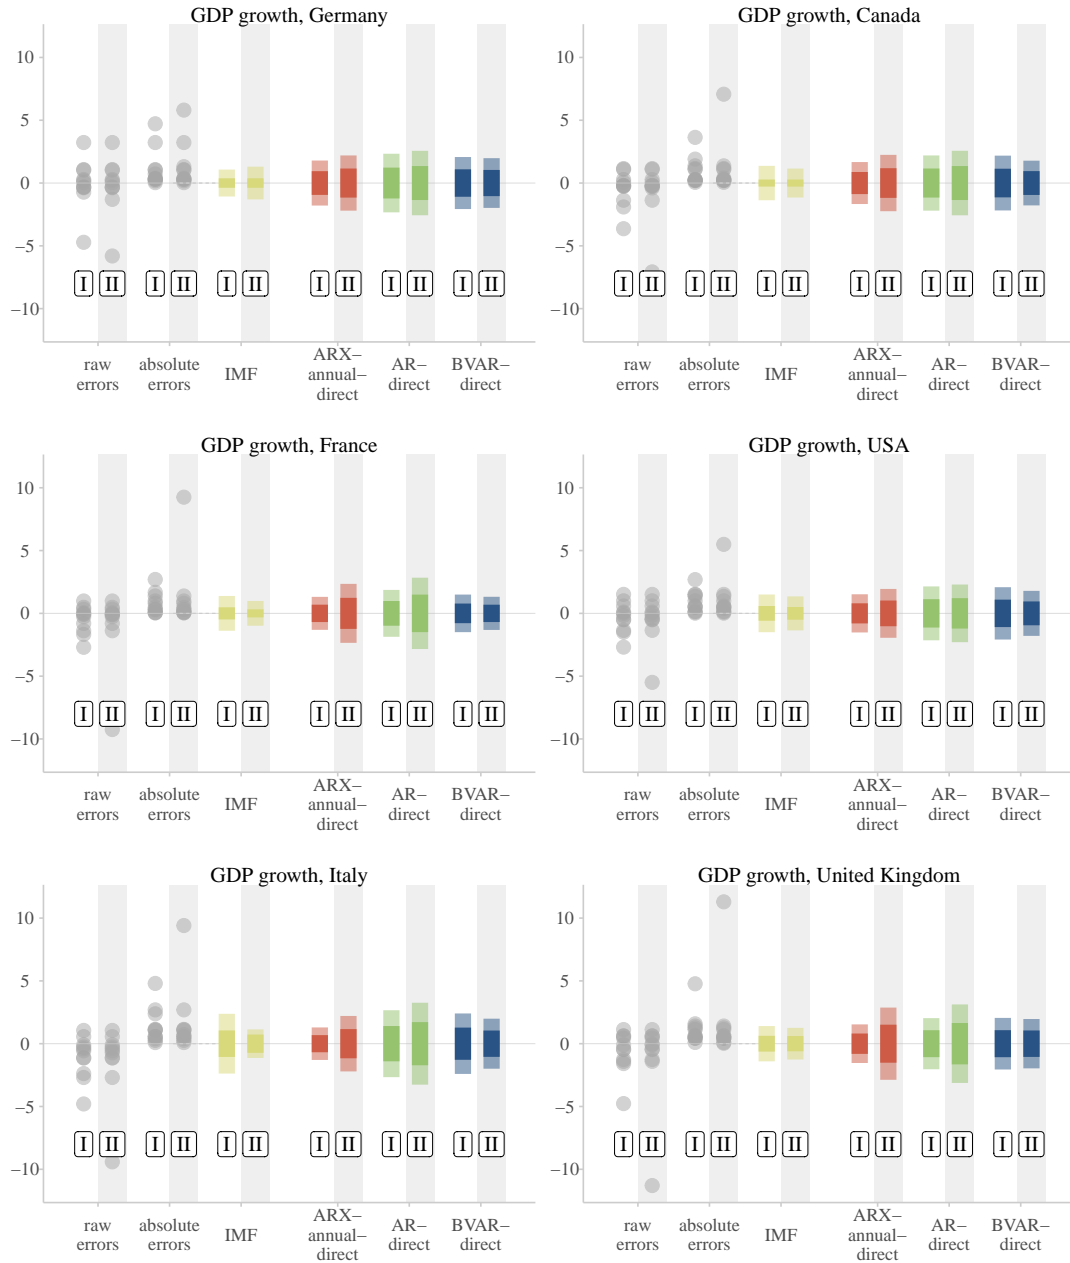 GDP growth, Germany
10
5
0
−5
−10
I II I II I II I II I II I II
raw errors
absolute errors
IMF
ARX− annual− direct
AR− direct
BVAR− direct
GDP growth, Canada
10
5
0
−5
−10
I II I II I II I II I II I II
raw errors
absolute errors
IMF
ARX− annual− direct
AR− direct
BVAR− direct
GDP growth, France
10
5
0
−5
−10
I II I II I II I II I II I II
raw errors
absolute errors
IMF
ARX− annual− direct
AR− direct
BVAR− direct
GDP growth, USA
10
5
0
−5
−10
I II I II I II I II I II I II
raw errors
absolute errors
IMF
ARX− annual− direct
AR− direct
BVAR− direct
GDP growth, Italy
10
5
0
−5
−10
I II I II I II I II I II I II
raw errors
absolute errors
IMF
ARX− annual− direct
AR− direct
BVAR− direct
GDP growth, United Kingdom
10
5
0
−5
−10
I II I II I II I II I II I II
raw errors
absolute errors
IMF
ARX− annual− direct
AR− direct
BVAR− direct